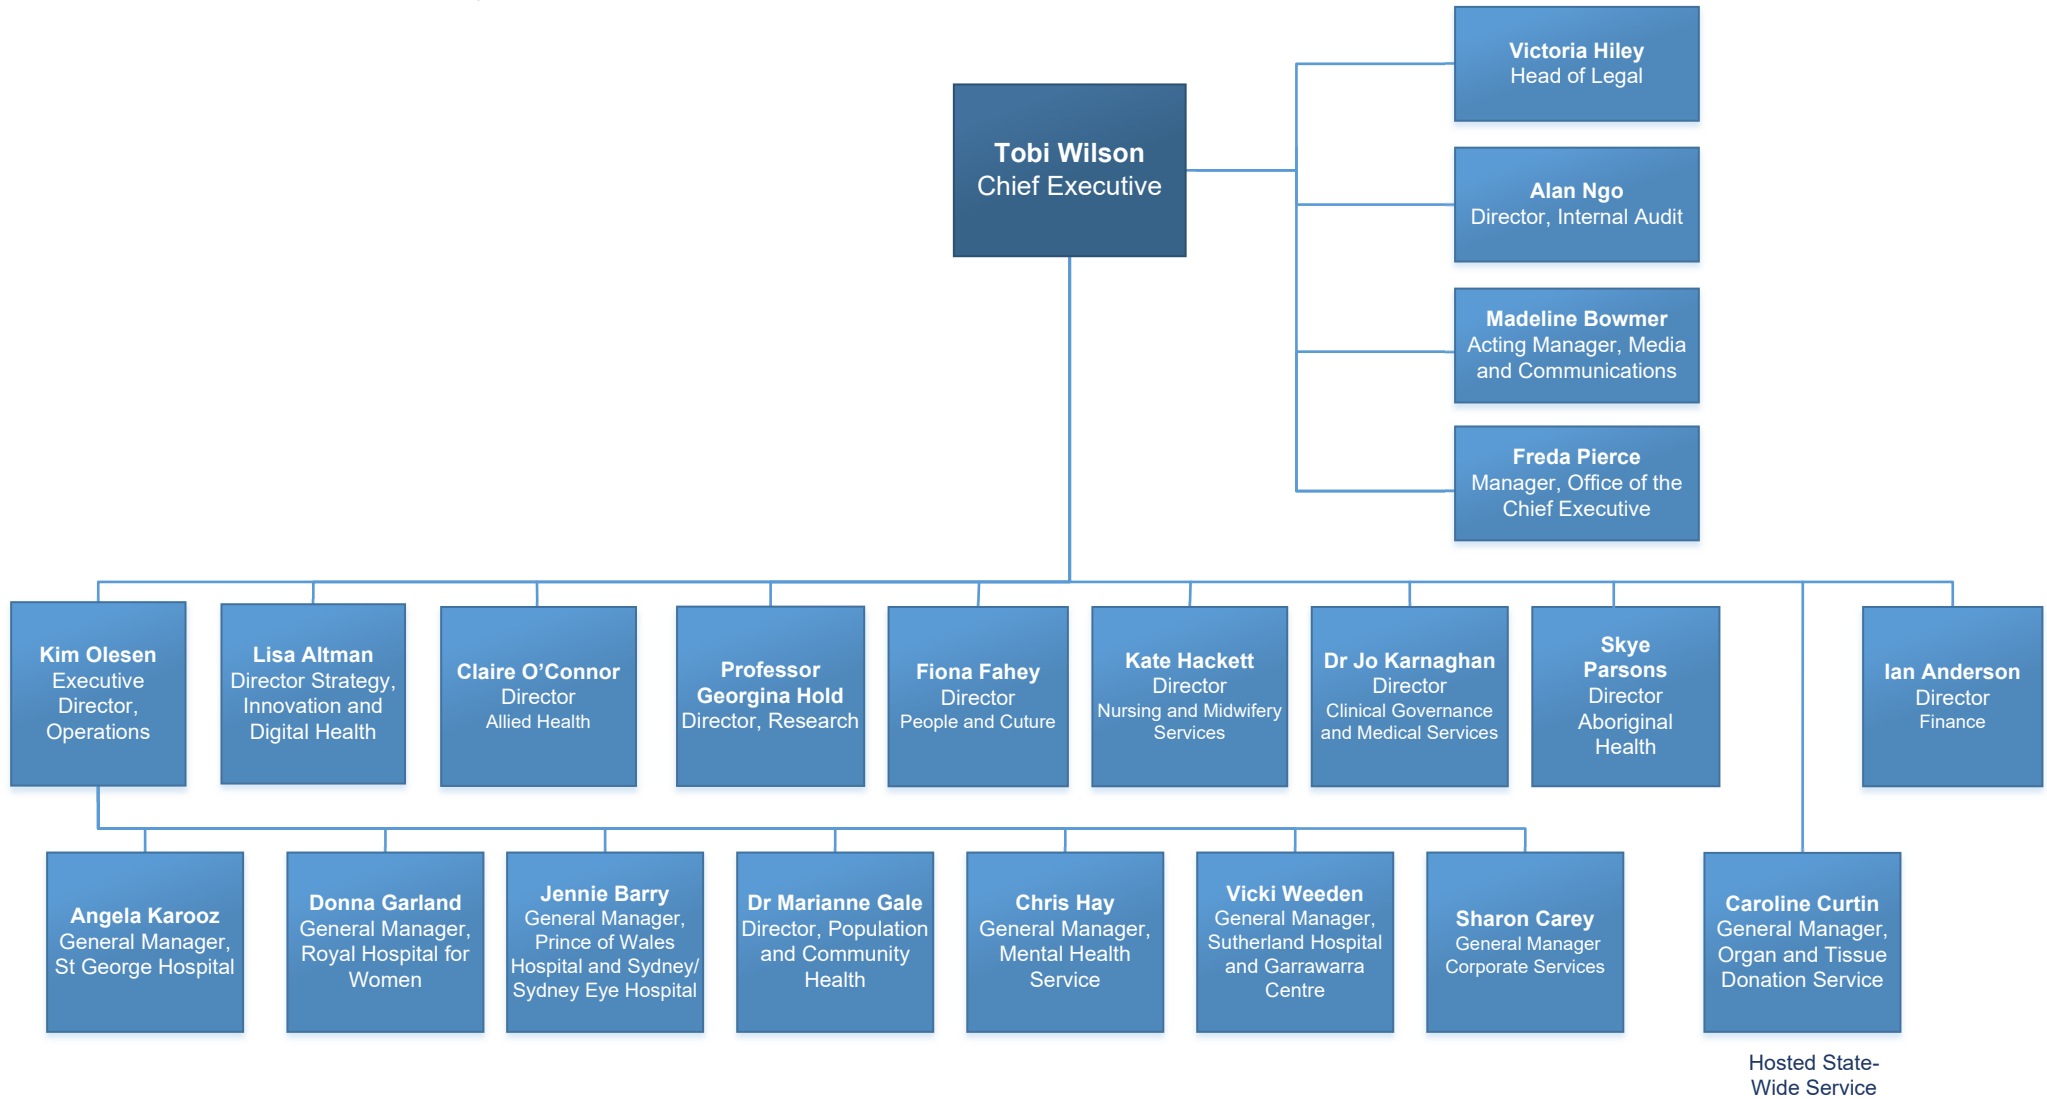 Victoria Hiley
Head of Legal
Tobi Wilson
Chief Executive
Alan Ngo
Director, Internal Audit
Madeline Bowmer
Acting Manager, Media
and Communications
Freda Pierce
Manager, Office of the
Chief Executive
Kim Olesen
Executive
Director,
Operations
Lisa Altman
Director Strategy,
Innovation and
Digital Health
Claire O’Connor
Director
Allied Health
Professor
Georgina Hold
Director, Research
Fiona Fahey
Director
People and Cuture
Kate Hackett
Director
Nursing and Midwifery
Services
Dr Jo Karnaghan
Director
Clinical Governance
and Medical Services
Skye
Parsons
Director
Aboriginal
Health
Ian Anderson
Director
Finance
Angela Karooz
General Manager,
St George Hospital
Donna Garland
General Manager,
Royal Hospital for
Women
Jennie Barry
General Manager,
Prince of Wales
Hospital and Sydney/
Sydney Eye Hospital
Dr Marianne Gale
Director, Population
and Community
Health
Chris Hay
General Manager,
Mental Health
Service
Vicki Weeden
General Manager,
Sutherland Hospital
and Garrawarra
Centre
Sharon Carey
General Manager
Corporate Services
Caroline Curtin
General Manager,
Organ and Tissue
Donation Service
Hosted State-
Wide Service